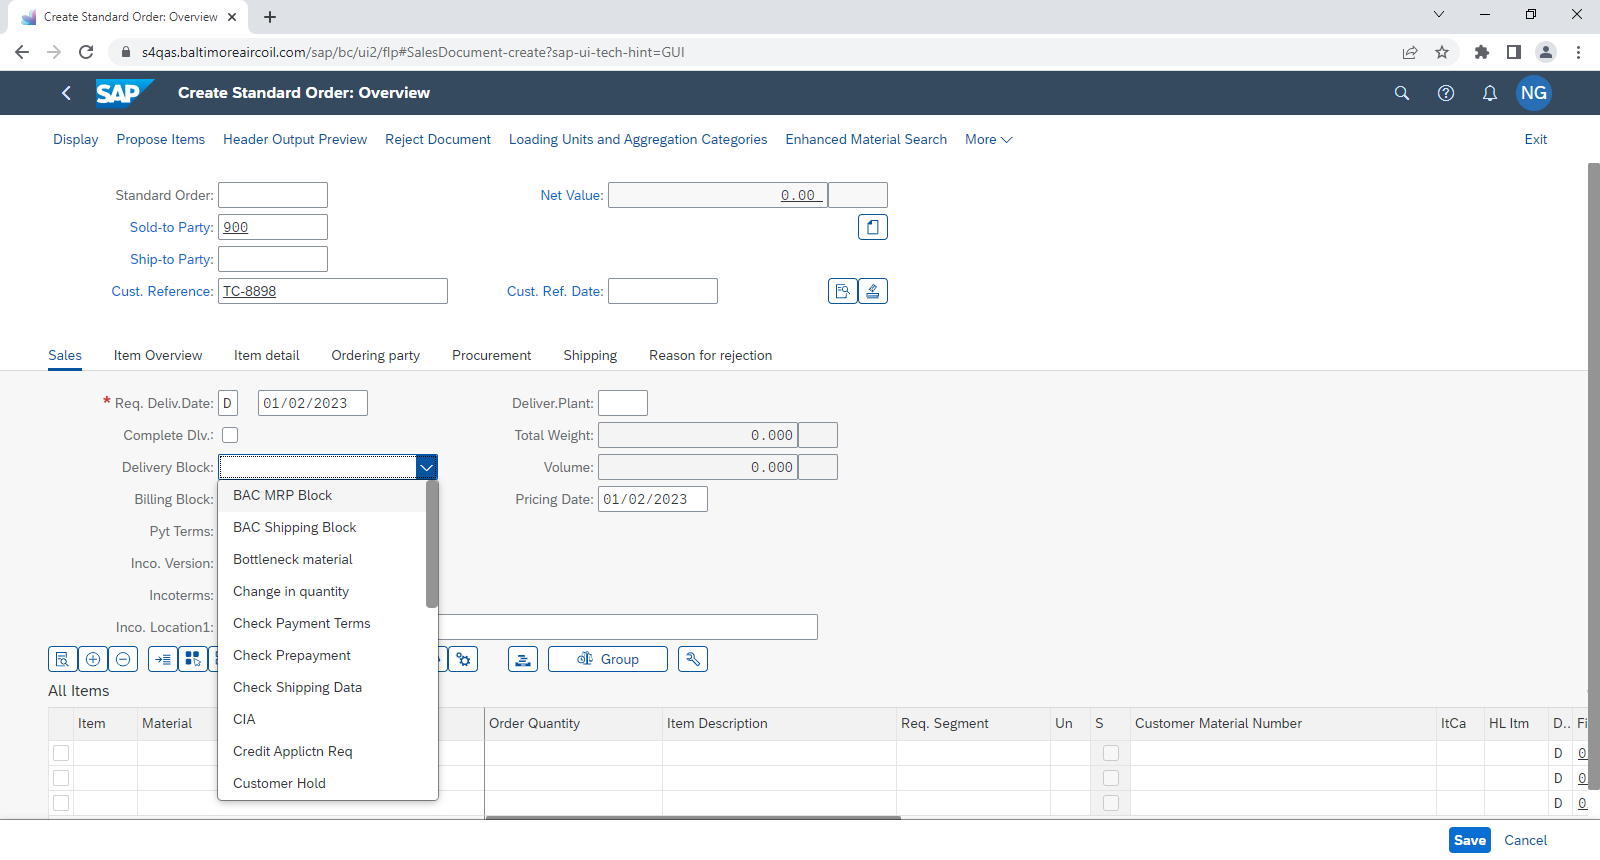 Create Standard Order: Overview
s4qas.baltimoreaircoil.com/sap/bc/ui2/flp#SalesDocument-create?sap-ui-tech-hint=GUI
SAP Create Standard Order: Overview NG
Display Propose Items Header Output Preview Reject Document Loading Units and Aggregation Categories Enhanced Material Search More Exit
Standard Order: Net Value: 0.00
Sold-to Party: 900
Ship-to Party:
Cust. Reference: TC-8898 Cust. Ref. Date:
Sales Item Overview Item detail Ordering party Procurement Shipping Reason for rejection
* Req. Deliv.Date: D 01/02/2023 Deliver.Plant:
Complete Dlv.: Total Weight: 0.000
Delivery Block: Volume: 0.000
Billing Block: BAC MRP Block Pricing Date: 01/02/2023
BAC Shipping Block
Pyt Terms:
Bottleneck material
Inco. Version:
Change in quantity
Incoterms:
Check Payment Terms
Inco. Location1:
Check Prepayment Group
Check Shipping Data
All Items
CIA
Item Material Order Quantity Item Description Req. Segment Un S Customer Material Number ItCa HL Itm D.. Fi
Credit Applictn Req D 0
D 0
Customer Hold
D 0
Save Cancel